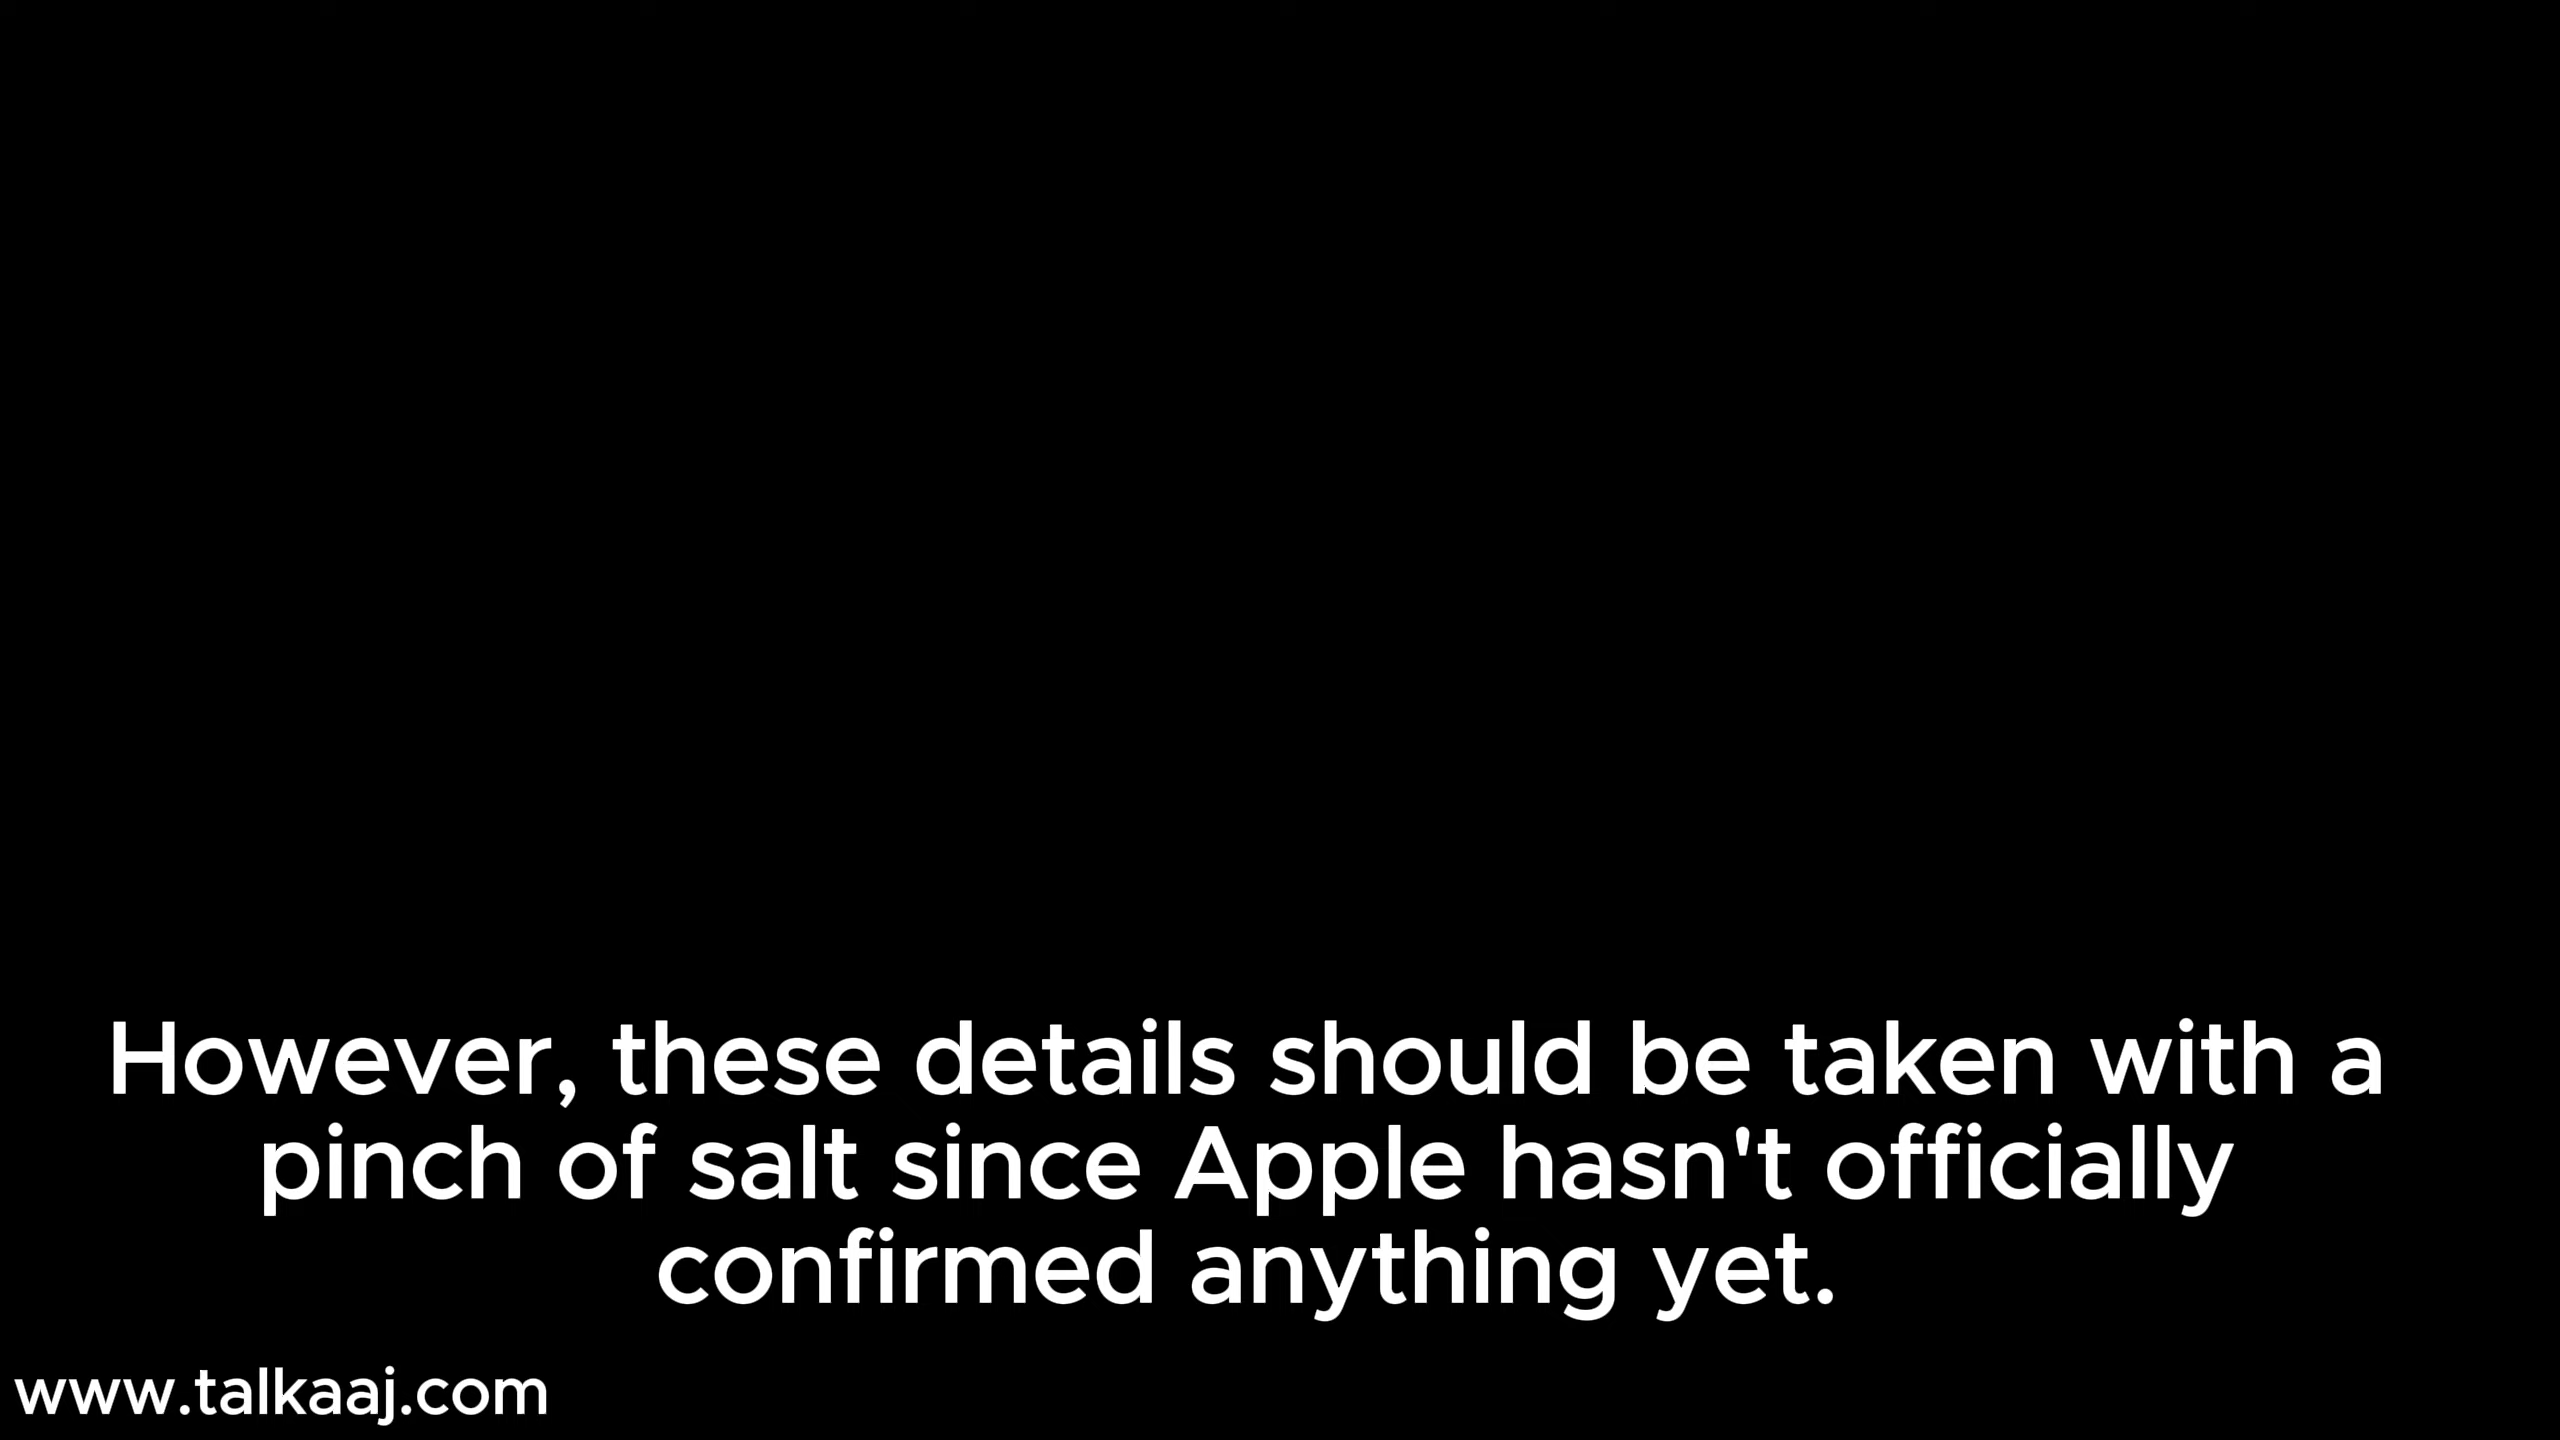 However, these details should be taken with a
pinch of salt since Apple hasn't officially
confirmed anything yet.
www.talkaaj.com